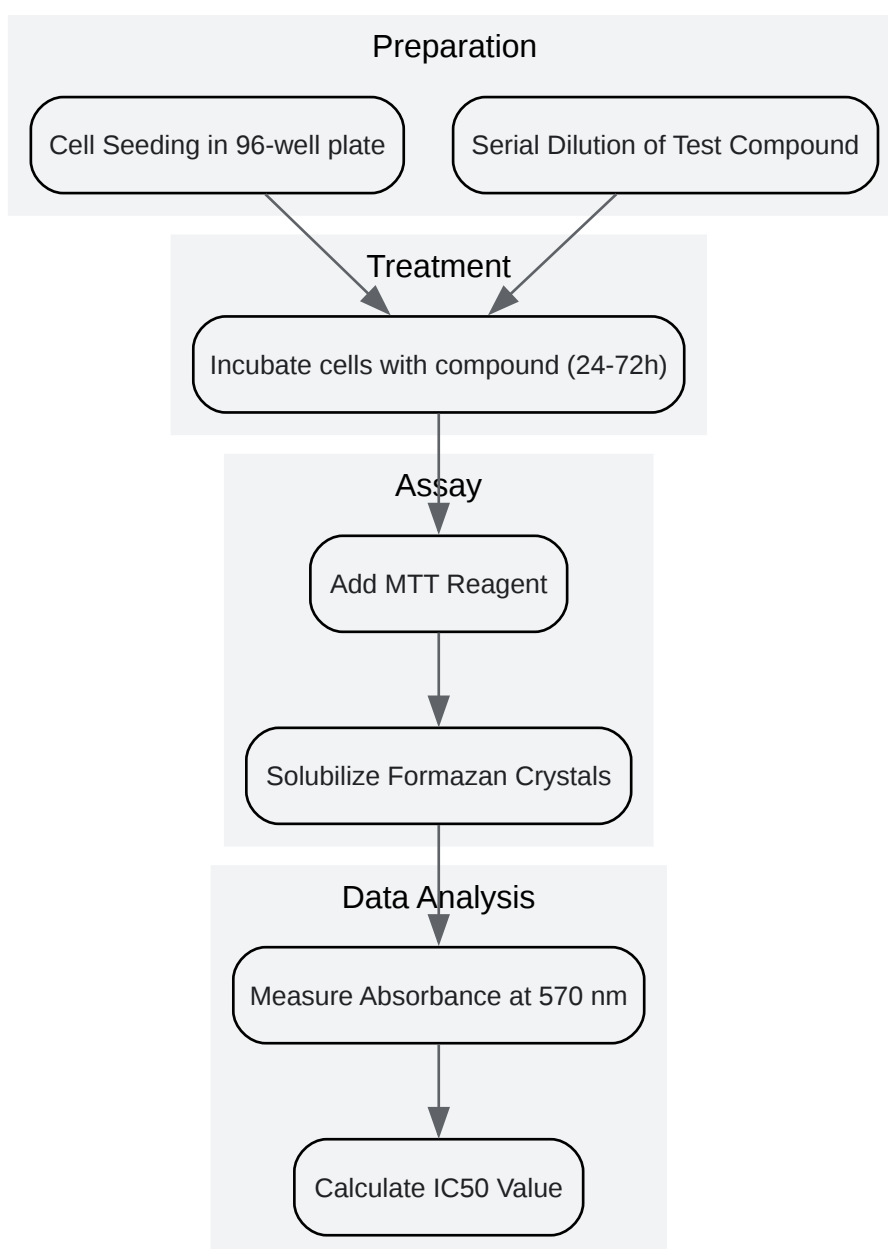 Preparation
Cell Seeding in 96-well plate
Serial Dilution of Test Compound
Treatment
Incubate cells with compound (24-72h)
Assay
Add MTT Reagent
Solubilize Formazan Crystals
Data Analysis
Measure Absorbance at 570 nm
Calculate IC50 Value